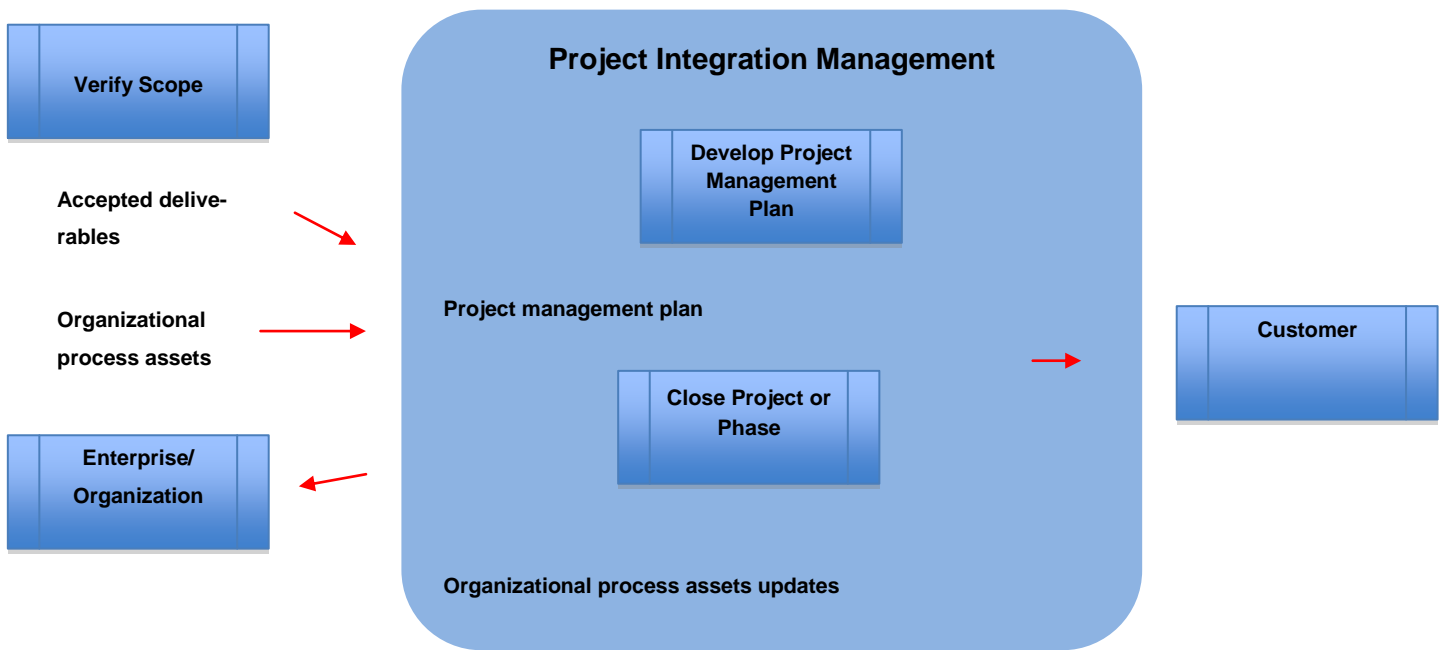 Project Integration Management
Verify Scope
Develop Project
Management
Plan
Accepted delive-
rables
Project management plan
Organizational
process assets
Customer
Close Project or
Phase
Enterprise/
Organization
Organizational process assets updates